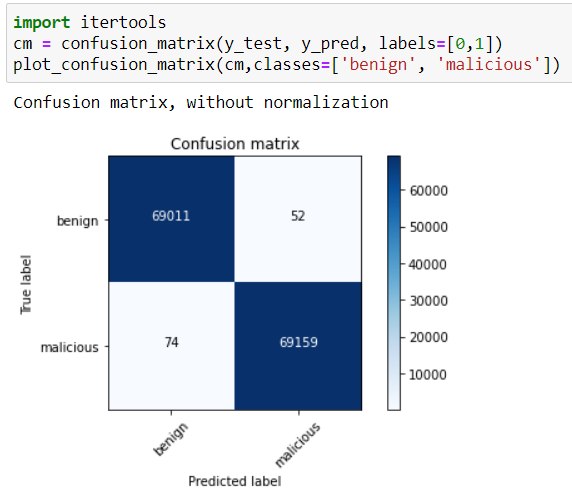 import itertools
cm = confusion_matrix(y_test, y_pred, labels=[0,1])
plot_confusion_matrix(cm,classes=['benign', 'malicious'])
Confusion matrix, without normalization
Confusion matrix
True label
benign
69011
52
malicious
74
69159
benign
malicious
Predicted label
60000
50000
40000
30000
20000
10000